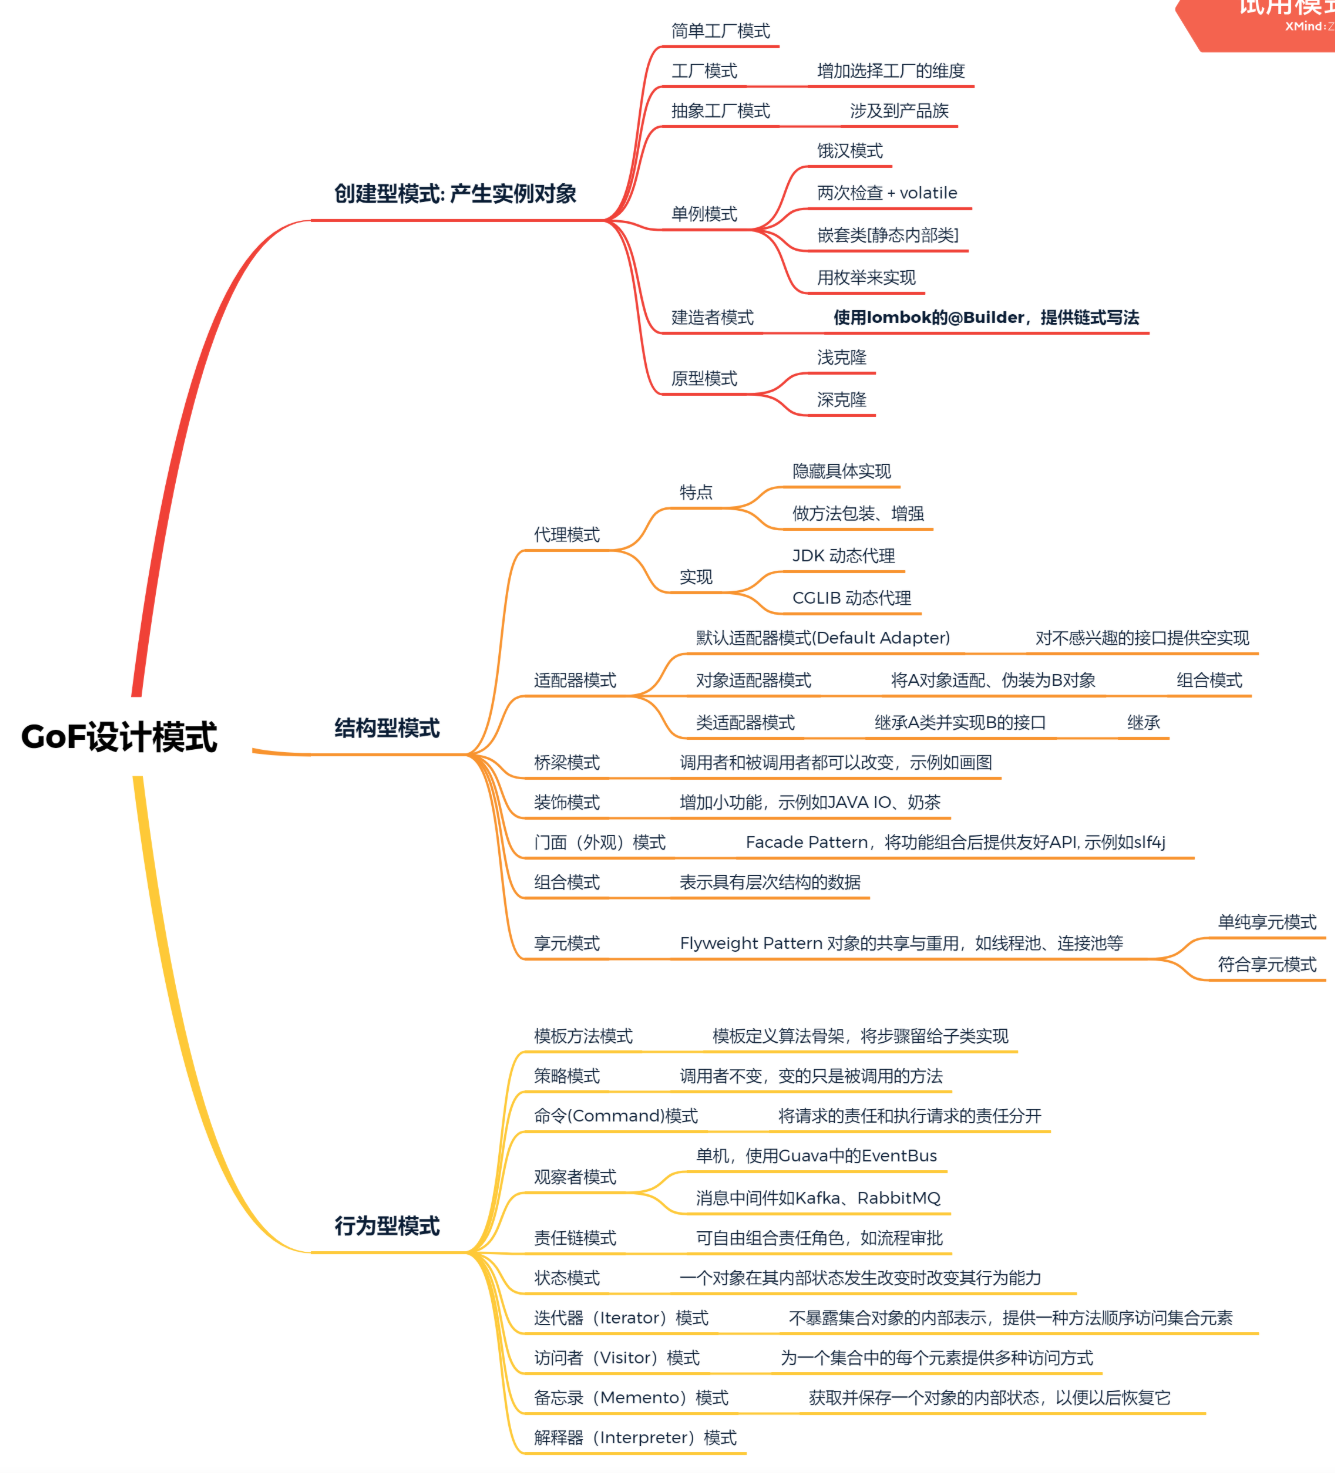 试用模式
XMind:Z
简单工厂模式
工厂模式
增加选择工厂的维度
抽象工厂模式
涉及到产品族
创建型模式: 产生实例对象
单例模式
饿汉模式
两次检查 + volatile
嵌套类[静态内部类]
用枚举来实现
建造者模式
使用lombok的@Builder，提供链式写法
原型模式
浅克隆
深克隆
GoF设计模式
结构型模式
代理模式
特点
隐藏具体实现
做方法包装、增强
实现
JDK 动态代理
CGLIB 动态代理
适配器模式
默认适配器模式(Default Adapter)
对不感兴趣的接口提供空实现
对象适配器模式
将A对象适配、伪装为B对象
组合模式
类适配器模式
继承A类并实现B的接口
继承
桥梁模式
调用者和被调用者都可以改变，示例如画图
装饰模式
增加小功能，示例如JAVA IO、奶茶
门面（外观）模式
Facade Pattern，将功能组合后提供友好API, 示例如slf4j
组合模式
表示具有层次结构的数据
享元模式
Flyweight Pattern 对象的共享与重用，如线程池、连接池等
单纯享元模式
符合享元模式
行为型模式
模板方法模式
模板定义算法骨架，将步骤留给子类实现
策略模式
调用者不变，变的只是被调用的方法
命令(Command)模式
将请求的责任和执行请求的责任分开
观察者模式
单机，使用Guava中的EventBus
消息中间件如Kafka、RabbitMQ
责任链模式
可自由组合责任角色，如流程审批
状态模式
一个对象在其内部状态发生改变时改变其行为能力
迭代器（Iterator）模式
不暴露集合对象的内部表示，提供一种方法顺序访问集合元素
访问者（Visitor）模式
为一个集合中的每个元素提供多种访问方式
备忘录（Memento）模式
获取并保存一个对象的内部状态，以便以后恢复它
解释器（Interpreter）模式